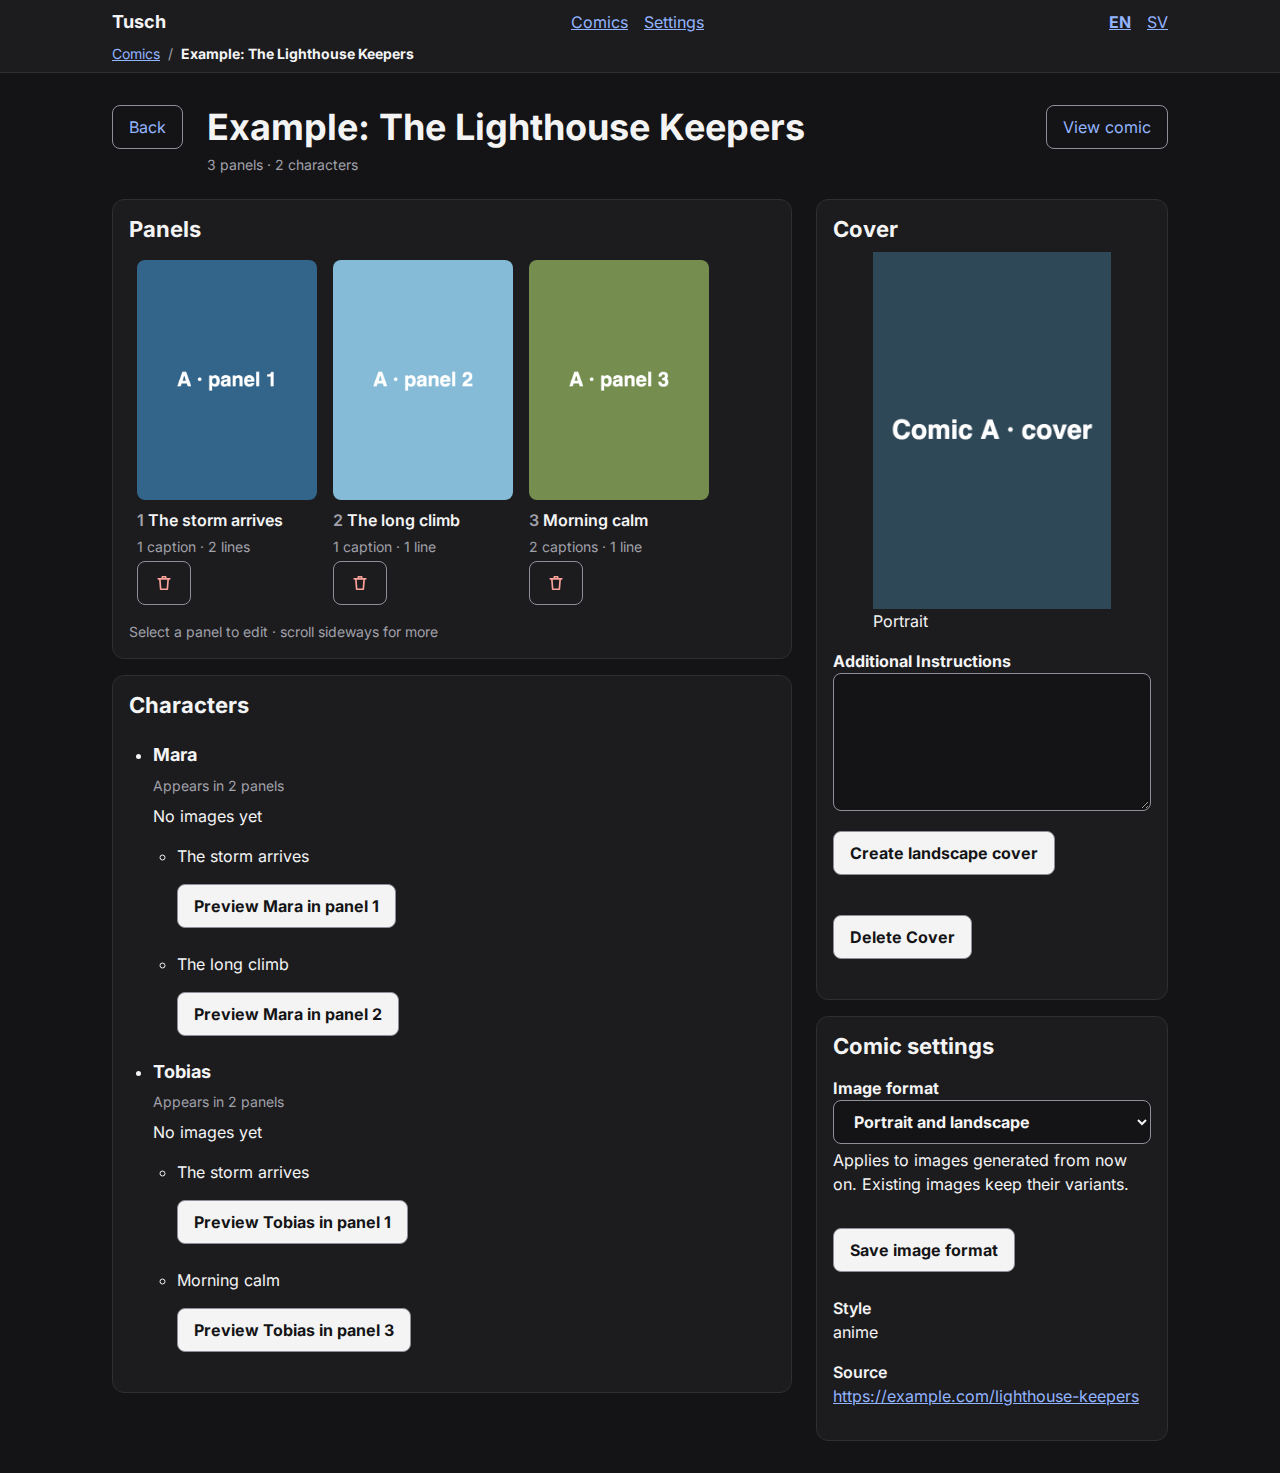 Tusch
Comics Settings
EN SV
Comics / Example: The Lighthouse Keepers
Back
Example: The Lighthouse Keepers
View comic
3 panels · 2 characters
Panels
A · panel 1
A · panel 2
A · panel 3
1 The storm arrives
1 caption · 2 lines
2 The long climb
1 caption · 1 line
3 Morning calm
2 captions · 1 line
Select a panel to edit · scroll sideways for more
Characters
Mara
Appears in 2 panels
No images yet
The storm arrives
Preview Mara in panel 1
The long climb
Preview Mara in panel 2
Tobias
Appears in 2 panels
No images yet
The storm arrives
Preview Tobias in panel 1
Morning calm
Preview Tobias in panel 3
Cover
Comic A · cover
Portrait
Additional Instructions
Create landscape cover
Delete Cover
Comic settings
Image format
Portrait and landscape
Applies to images generated from now
on. Existing images keep their variants.
Save image format
Style
anime
Source
https://example.com/lighthouse-keepers